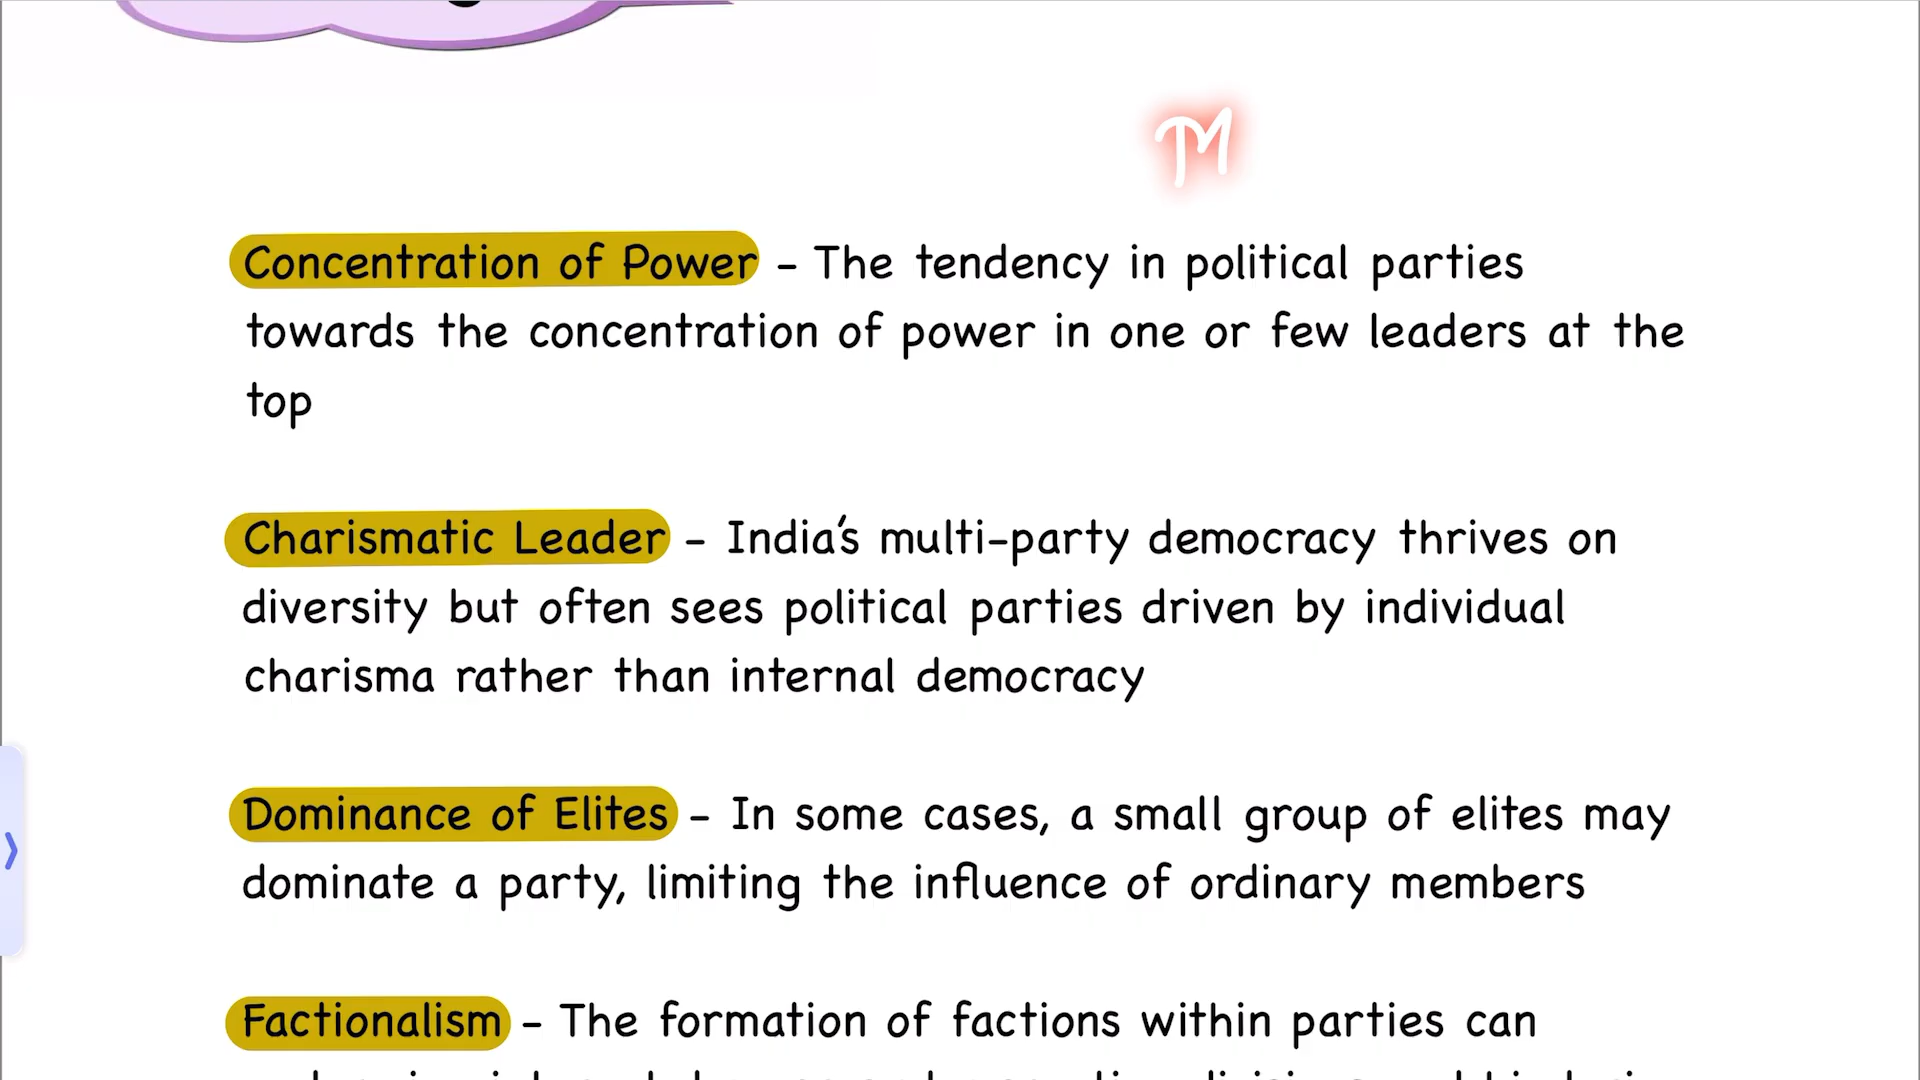 PM
Concentration of Power - The tendency in political parties
towards the concentration of power in one or few leaders at the
top
Charismatic Leader - India's multi-party democracy thrives on
diversity but often sees political parties driven by individual
charisma rather than internal democracy
Dominance of Elites - In some cases, a small group of elites may
dominate a party, limiting the influence of ordinary members
Factionalism - The formation of factions within parties can